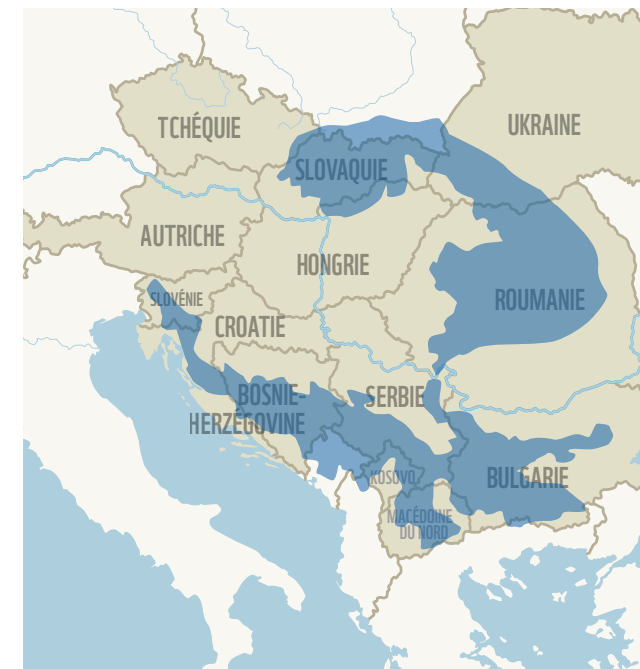 TCHÉQUIE
UKRAINE
SLOVAQUIE
AUTRICHE
HONGRIE
SLOVÉNIE
ROUMANIE
CROATIE
BOSNIE-
HERZÉGOVINE
SERBIE
KOSOVO
BULGARIE
MACÉDOINE
DU NORD